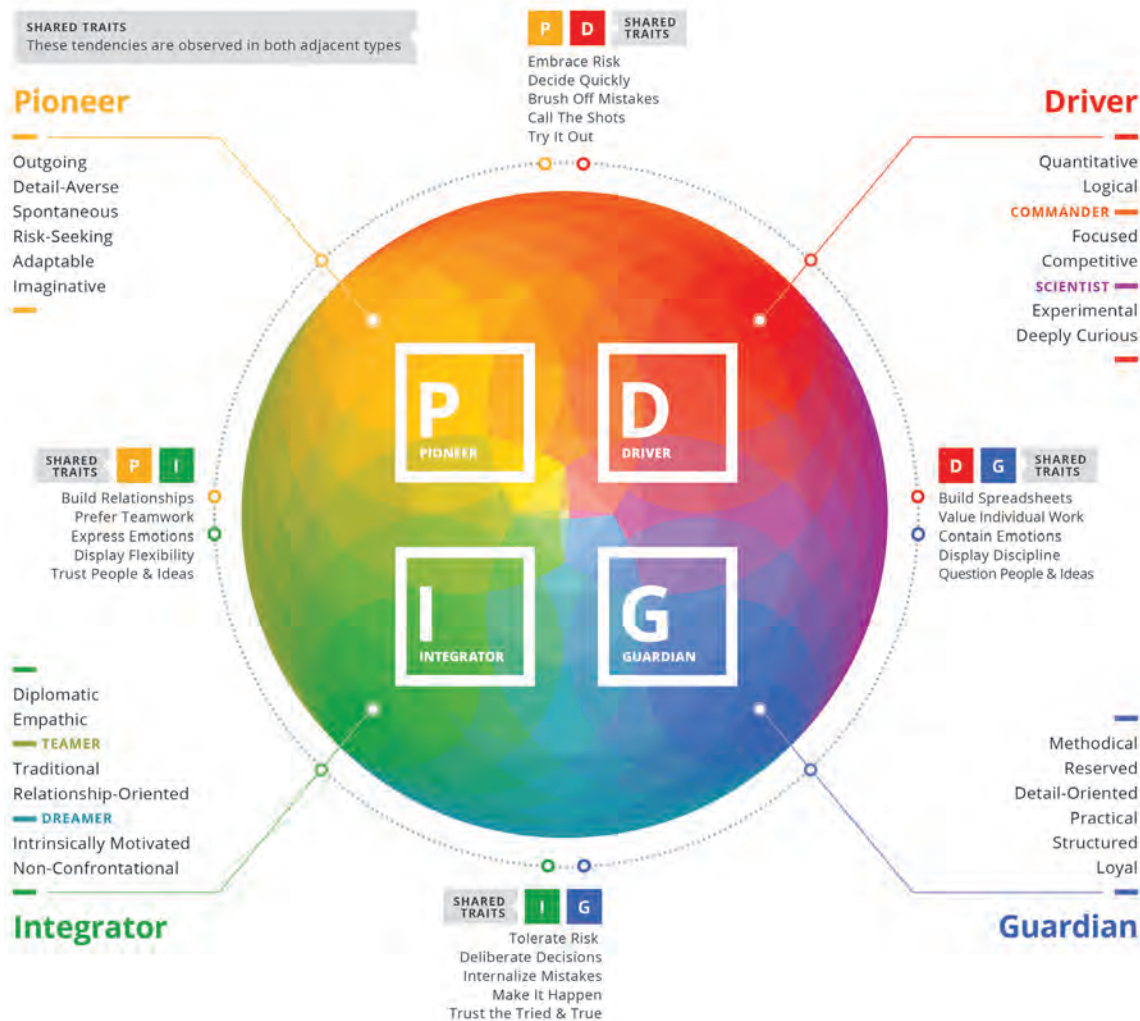 SHARED TRAITS
These tendencies are observed in both adjacent types
P D SHARED
TRAITS
Embrace Risk
Decide Quickly
Brush Off Mistakes
Call The Shots
Try It Out
Pioneer
Outgoing
Detail-Averse
Spontaneous
Risk-Seeking
Adaptable
Imaginative
Driver
Quantitative
Logical
COMMANDER
Focused
Competitive
SCIENTIST
Experimental
Deeply Curious
P
PIONEER
D
DRIVER
SHARED
TRAITS P I
Build Relationships
Prefer Teamwork
Express Emotions
Display Flexibility
Trust People & Ideas
D G SHARED
TRAITS
Build Spreadsheets
Value Individual Work
Contain Emotions
Display Discipline
Question People & Ideas
I
INTEGRATOR
G
GUARDIAN
Diplomatic
Empathic
TEAMER
Traditional
Relationship-Oriented
DREAMER
Intrinsically Motivated
Non-Confrontational
Integrator
Methodical
Reserved
Detail-Oriented
Practical
Structured
Loyal
Guardian
SHARED
TRAITS I G
Tolerate Risk
Deliberate Decisions
Internalize Mistakes
Make It Happen
Trust the Tried & True